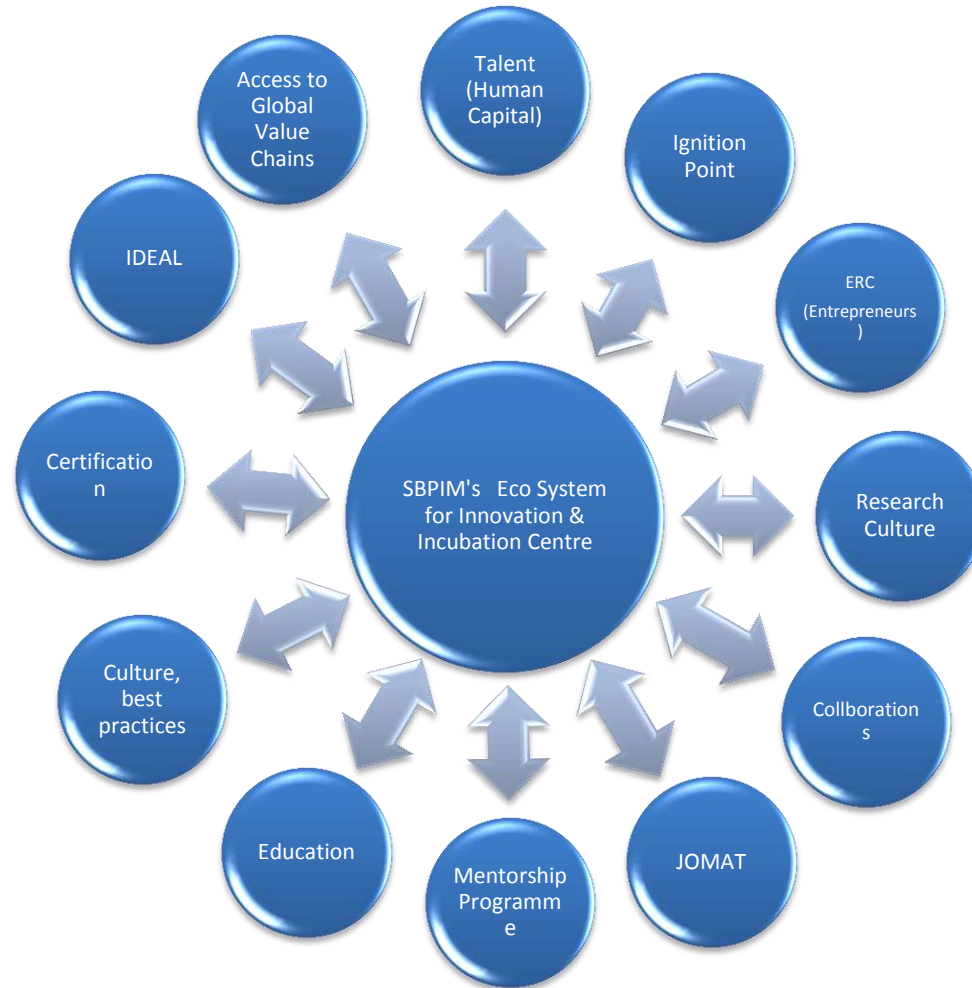 Talent
(Human
Capital)
Ignition
Point
ERC
(Entrepreneurs
)
Research
Culture
Collboration
s
JOMAT
Mentorship
Programm
e
Education
Culture,
best
practices
Certificatio
n
IDEAL
Access to
Global
Value
Chains
SBPIM's Eco System
for Innovation &
Incubation Centre